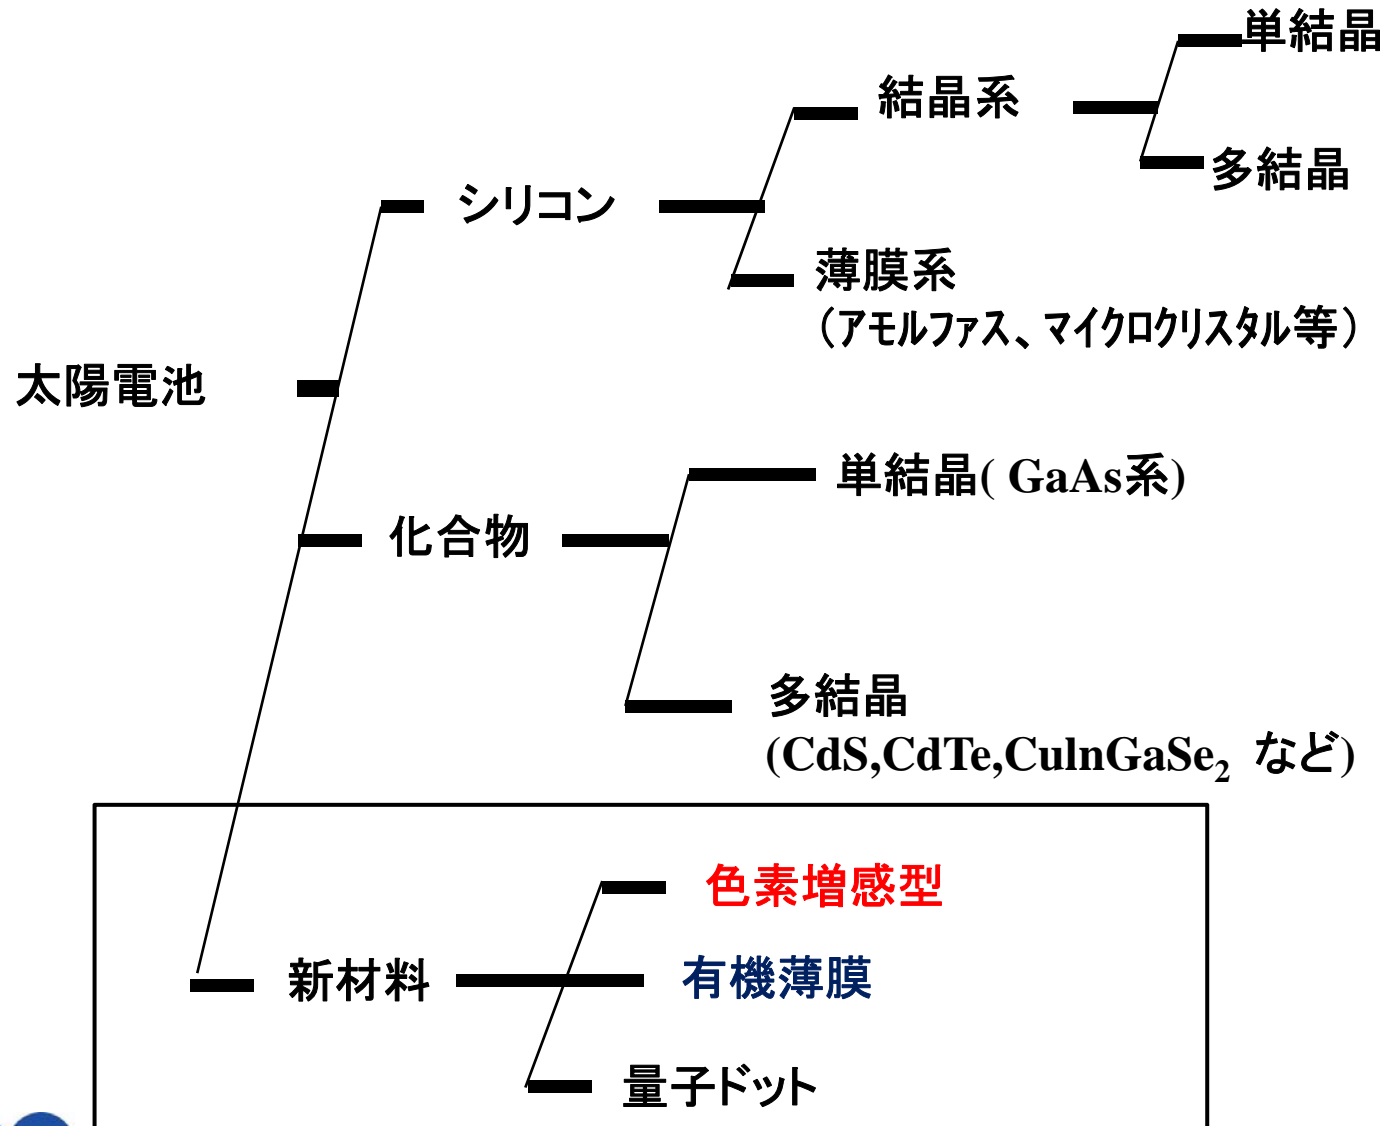 単結晶
結晶系
多結晶
シリコン
薄膜系
（アモルファス、マイクロクリスタル等）
太陽電池
単結晶( GaAs系)
化合物
多結晶
(CdS,CdTe,CulnGaSe₂ など)
色素増感型
新材料
有機薄膜
量子ドット